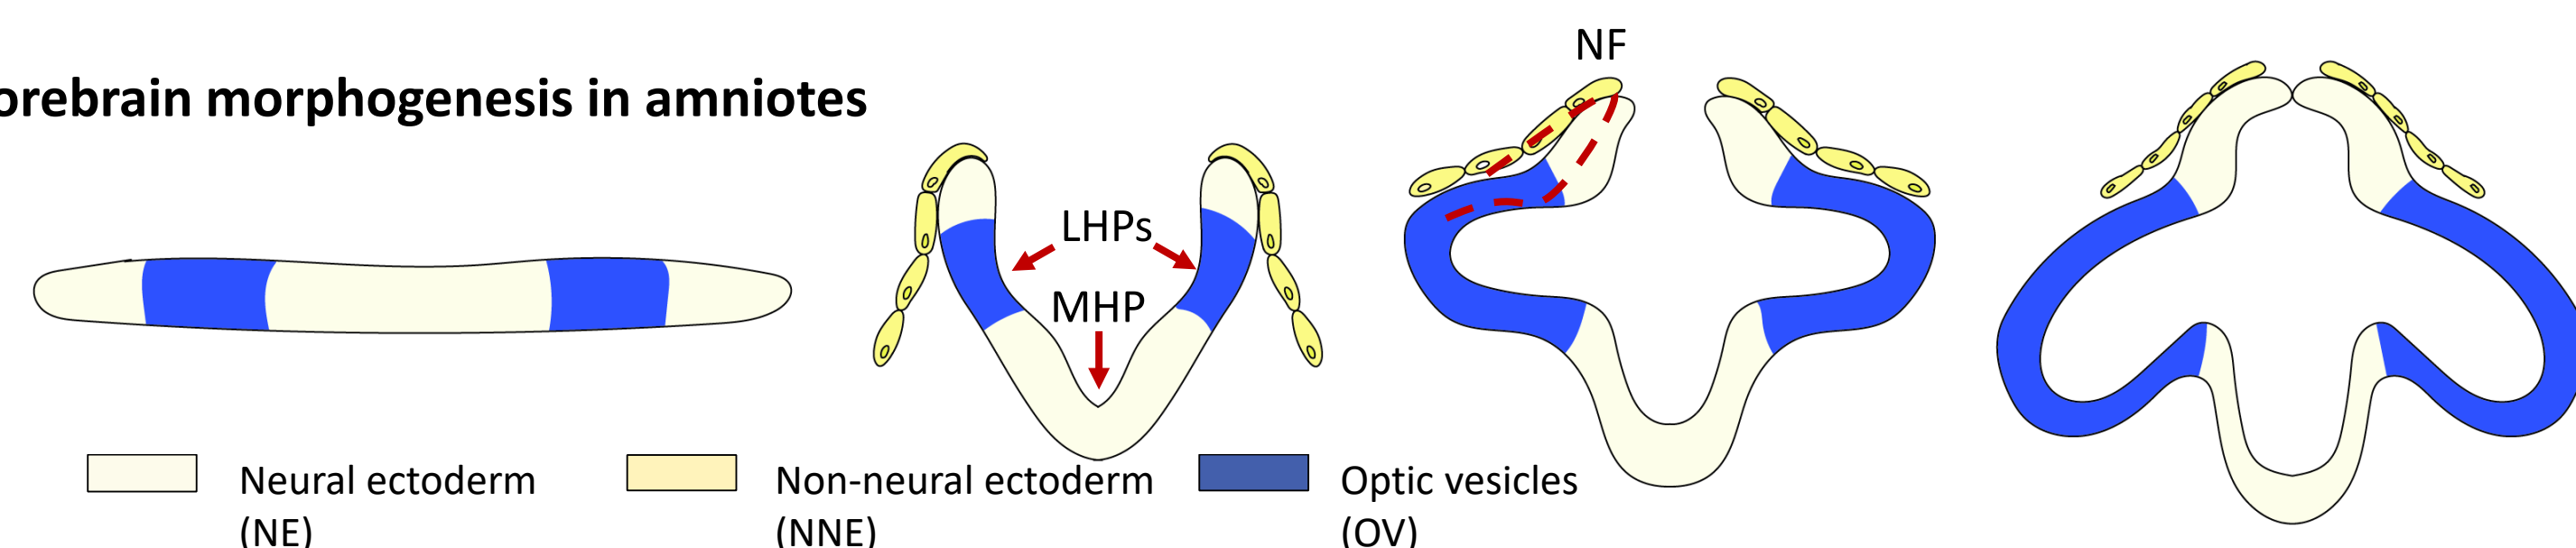 orebrain morphogenesis in amniotes
NF
LHPs
MHP
Neural ectoderm
(NE)
Non-neural ectoderm
(NNE)
Optic vesicles
(OV)